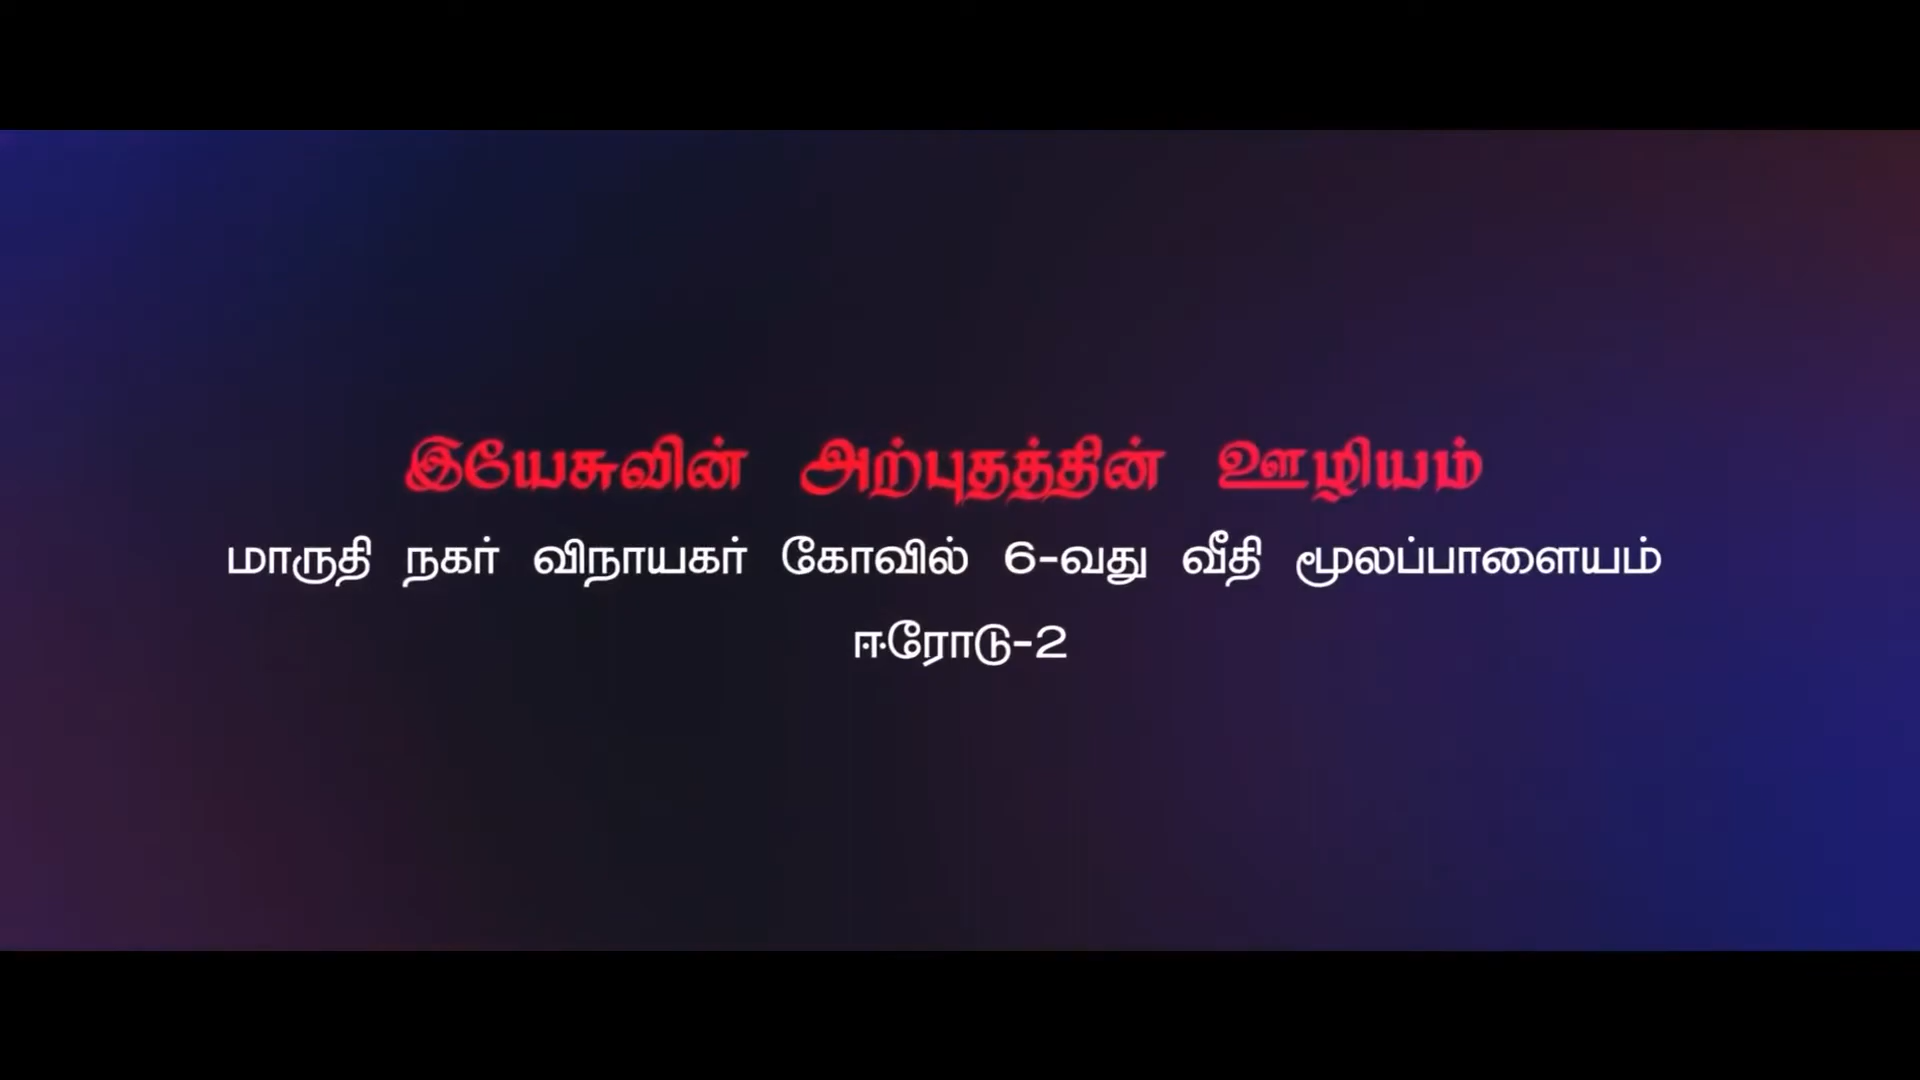 இயேசுவின் அற்புதத்தின் ஊழியம்
மாருதி நகர் விநாயகர் கோவில் 6-வது வீதி மூலப்பாளையம்
ஈரோடு-2